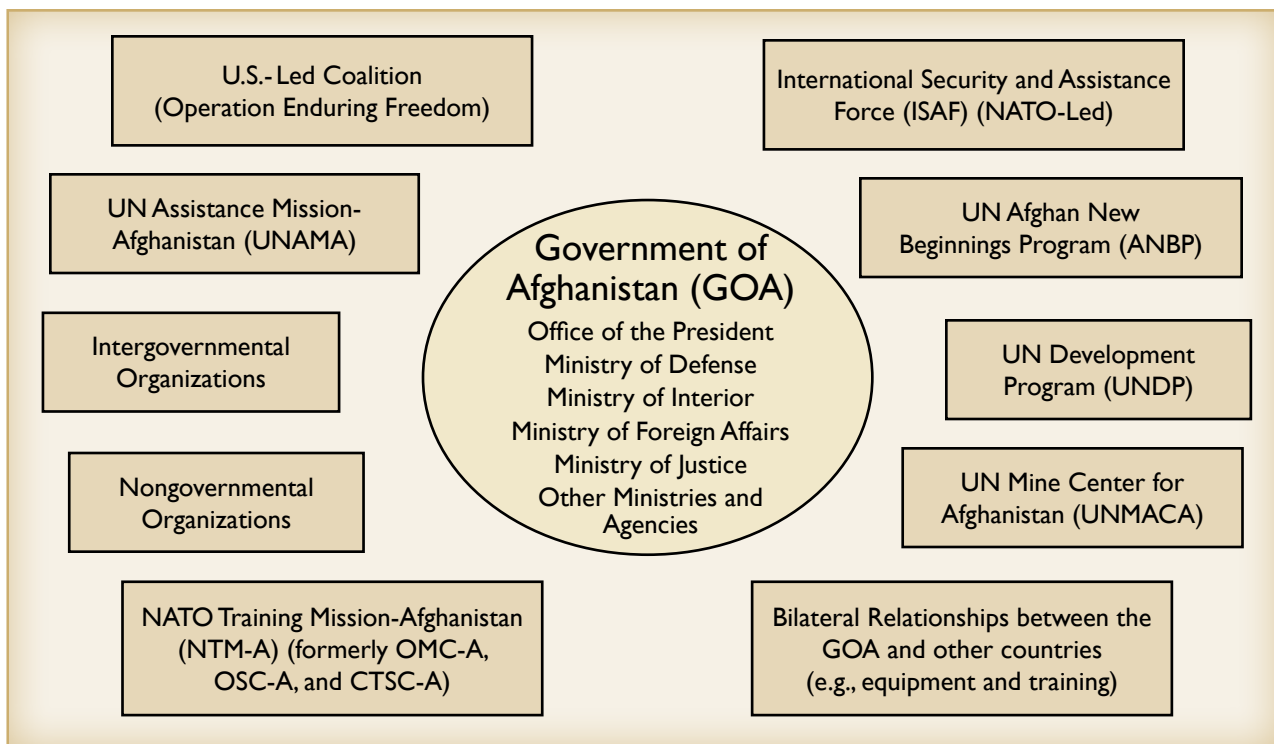 U.S.- Led Coalition
(Operation Enduring Freedom)
International Security and Assistance
Force (ISAF) (NATO-Led)
UN Assistance Mission-
Afghanistan (UNAMA)
UN Afghan New
Beginnings Program (ANBP)
Government of
Afghanistan (GOA)
Office of the President
Ministry of Defense
Ministry of Interior
Ministry of Foreign Affairs
Ministry of Justice
Other Ministries and
Agencies
Intergovernmental
Organizations
UN Development
Program (UNDP)
Nongovernmental
Organizations
UN Mine Center for
Afghanistan (UNMACA)
NATO Training Mission-Afghanistan
(NTM-A) (formerly OMC-A,
OSC-A, and CTSC-A)
Bilateral Relationships between the
GOA and other countries
(e.g., equipment and training)